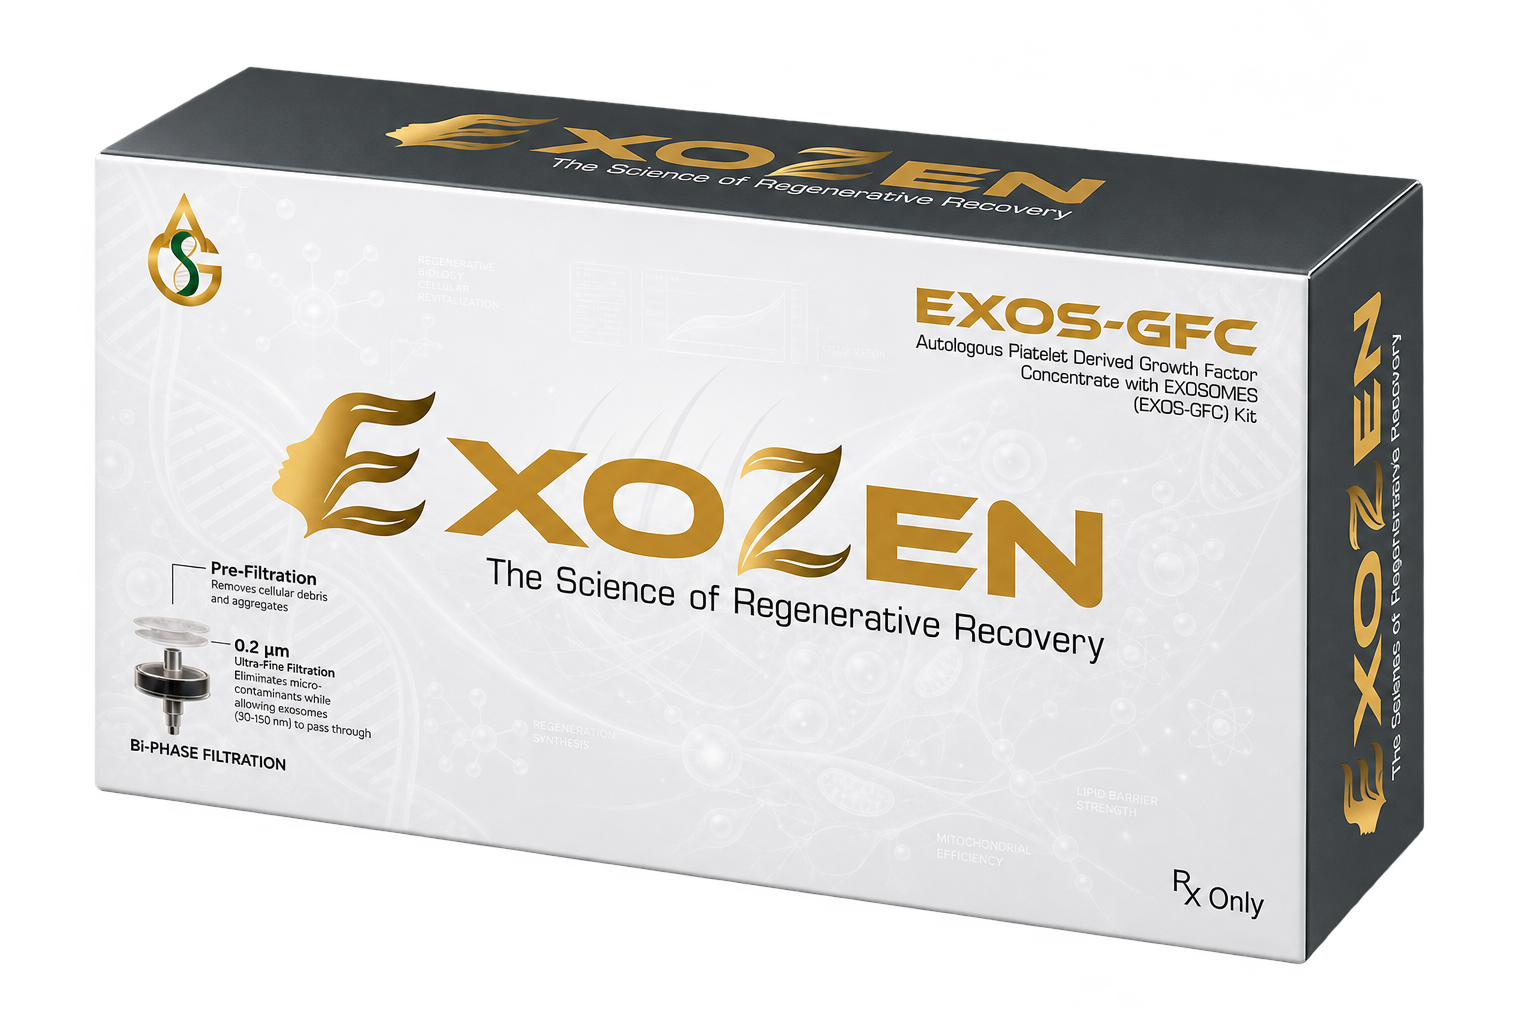 EXOZEN
The Science of Regenerative Recovery
AGS
REGENERATIVE
BIOLOGY
CELLULAR
REVITALIZATION
EXOS-GFC
Autologous Platelet Derived Growth Factor
Concentrate with EXOSOMES
(EXOS-GFC) Kit
EXOZEN
The Science of Regenerative Recovery
Pre-Filtration
Removes cellular debris
and aggregates
0.2 μm
Ultra-Fine Filtration
Eliminates micro-
contaminants while
allowing exosomes
(90-150 nm) to pass through
Bi-PHASE FILTRATION
REGENERATION
SYNTHESIS
LIPID BARRIER
STRENGTH
MITOCHONDRIAL
EFFICIENCY
Rx Only
EXOZEN
The Science of Regenerative Recovery